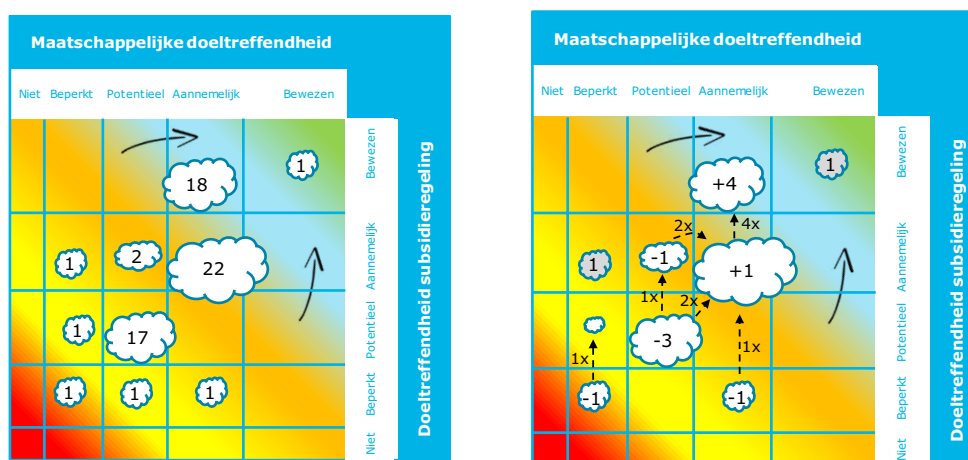 Maatschappelijke doeltreffendheid
Niet Beperkt Potentieel Aannemelijk Bewezen
18
1
1
2
22
1
17
1
1
1
Bewezen
Aannemelijk
Potentieel
Beperkt
Niet
Doeltreffendheid subsidieregeling
Maatschappelijke doeltreffendheid
Niet Beperkt Potentieel Aannemelijk Bewezen
+4
1
2x
4x
1
-1
+1
1x
2x
-3
1x
1x
-1
-1
Bewezen
Aannemelijk
Potentieel
Beperkt
Niet
Doeltreffendheid subsidieregeling